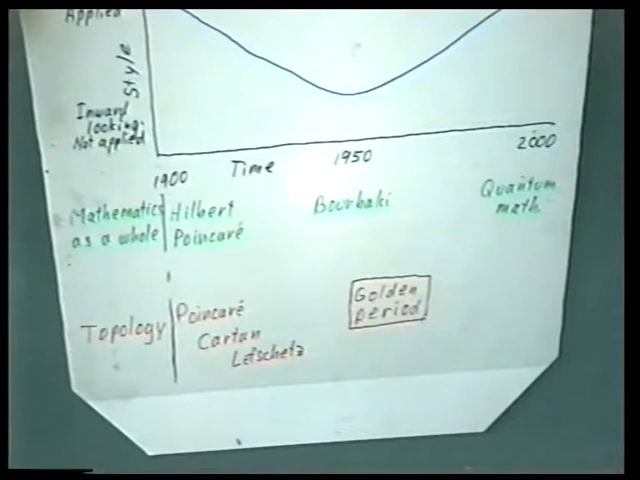 Applied
Style
Inward
looking;
Not applied
1900
Time
1950
2000
Mathematics
as a whole
Hilbert
Poincaré
Bourbaki
Quantum
math.
Topology
Poincaré
Cartan
Lefschetz
Golden
period